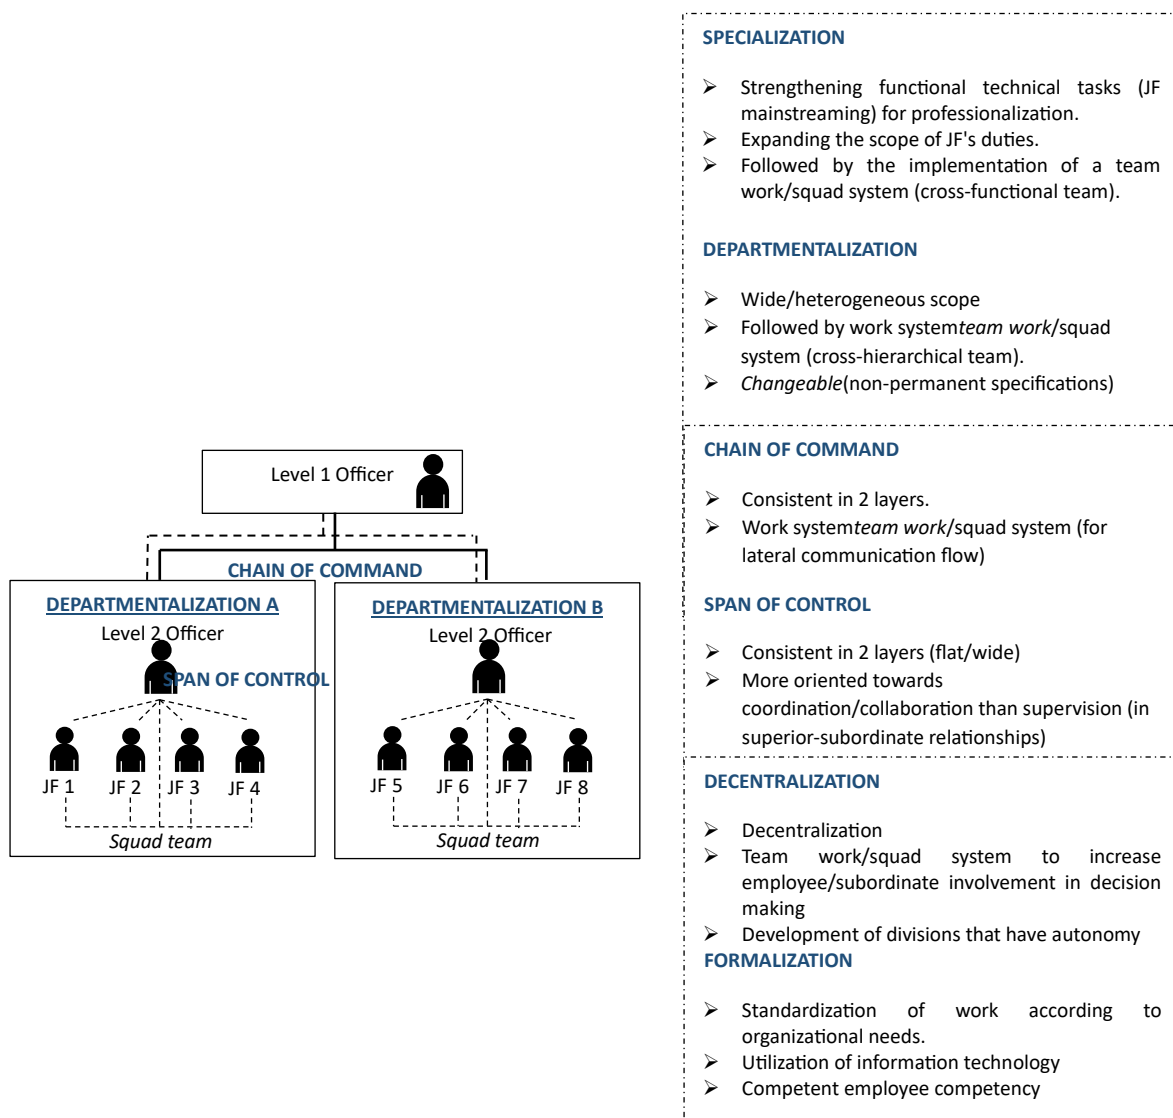 Level 1 Officer
CHAIN OF COMMAND
DEPARTMENTALIZATION A
Level 2 Officer
SPAN OF CONTROL
JF 1
JF 2
JF 3
JF 4
Squad team
DEPARTMENTALIZATION B
Level 2 Officer
JF 5
JF 6
JF 7
JF 8
Squad team
SPECIALIZATION
➢ Strengthening functional technical tasks (JF
mainstreaming) for professionalization.
➢ Expanding the scope of JF's duties.
➢ Followed by the implementation of a team
work/squad system (cross-functional team).
DEPARTMENTALIZATION
➢ Wide/heterogeneous scope
➢ Followed by work systemteam work/squad
system (cross-hierarchical team).
➢ Changeable(non-permanent specifications)
CHAIN OF COMMAND
➢ Consistent in 2 layers.
➢ Work systemteam work/squad system (for
lateral communication flow)
SPAN OF CONTROL
➢ Consistent in 2 layers (flat/wide)
➢ More oriented towards
coordination/collaboration than supervision (in
superior-subordinate relationships)
DECENTRALIZATION
➢ Decentralization
➢ Team work/squad system to increase
employee/subordinate involvement in decision
making
➢ Development of divisions that have autonomy
FORMALIZATION
➢ Standardization of work according to
organizational needs.
➢ Utilization of information technology
➢ Competent employee competency